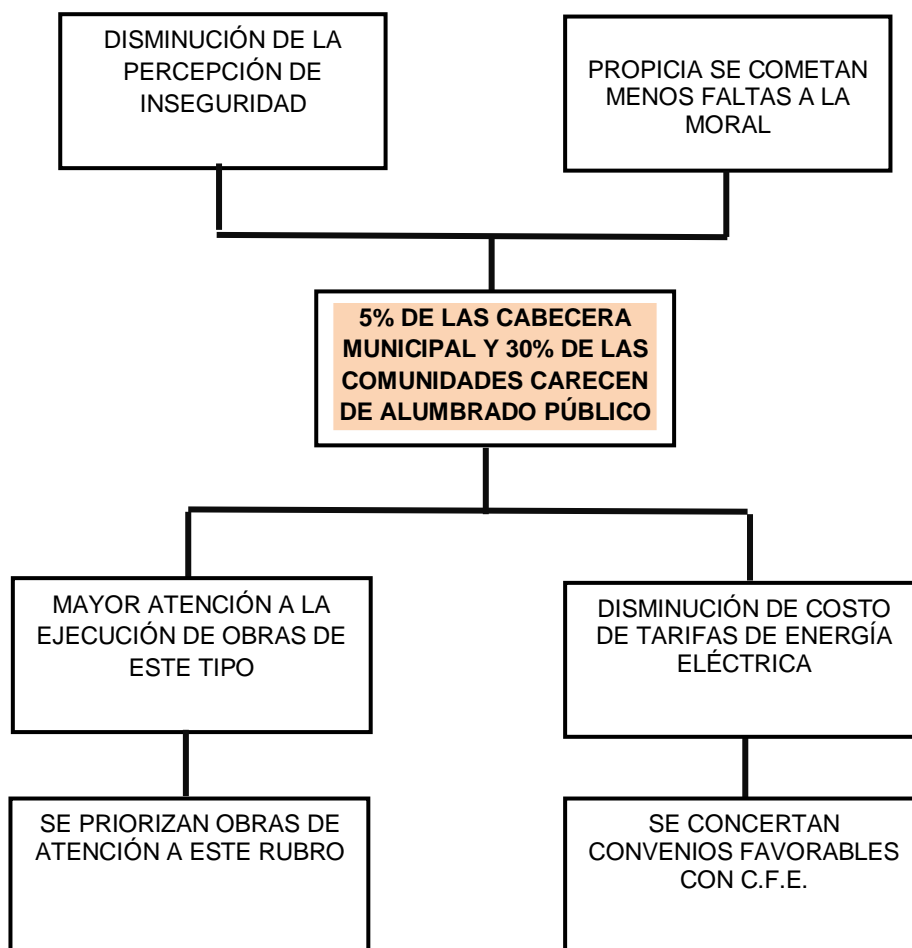 DISMINUCIÓN DE LA
PERCEPCIÓN DE
INSEGURIDAD
PROPICIA SE COMETAN
MENOS FALTAS A LA
MORAL
5% DE LAS CABECERA
MUNICIPAL Y 30% DE LAS
COMUNIDADES CARECEN
DE ALUMBRADO PÚBLICO
MAYOR ATENCIÓN A LA
EJECUCIÓN DE OBRAS DE
ESTE TIPO
DISMINUCIÓN DE COSTO
DE TARIFAS DE ENERGÍA
ELÉCTRICA
SE PRIORIZAN OBRAS DE
ATENCIÓN A ESTE RUBRO
SE CONCERTAN
CONVENIOS FAVORABLES
CON C.F.E.